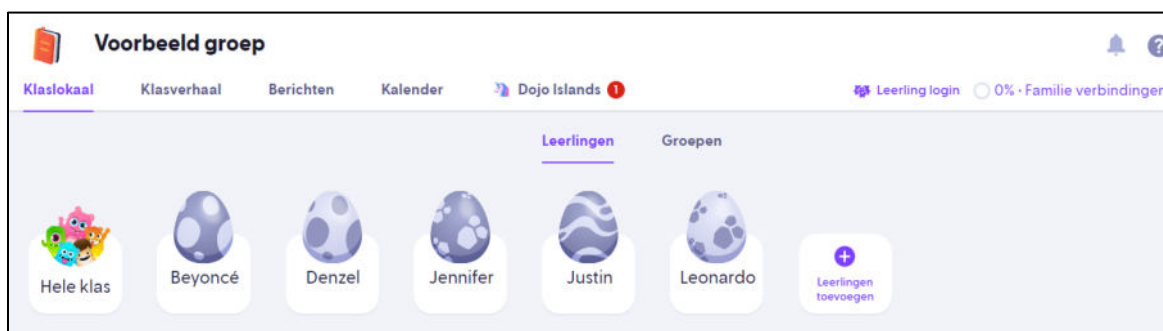 Voorbeeld groep
Klaslokaal Klasverhaal Berichten Kalender Dojo Islands 1 Leerling login 0% · Familie verbindingen
Leerlingen Groepen
Hele klas Beyoncé Denzel Jennifer Justin Leonardo
Leerlingen
toevoegen